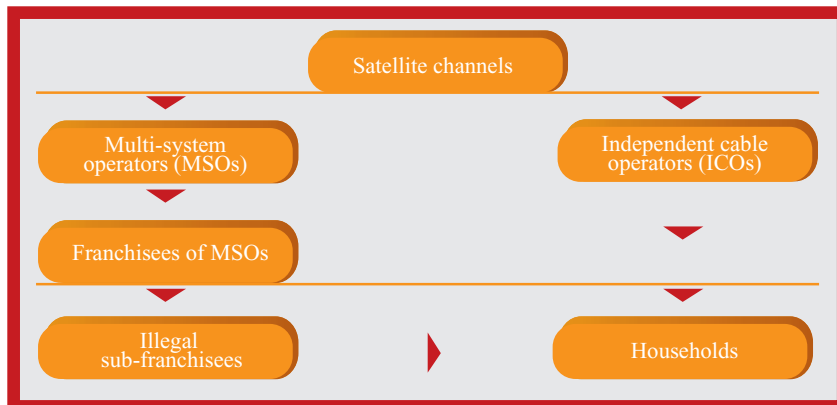 Satellite channels
Multi-system
operators (MSOs)
Independent cable
operators (ICOs)
Franchisees of MSOs
Illegal
sub-franchisees
Households